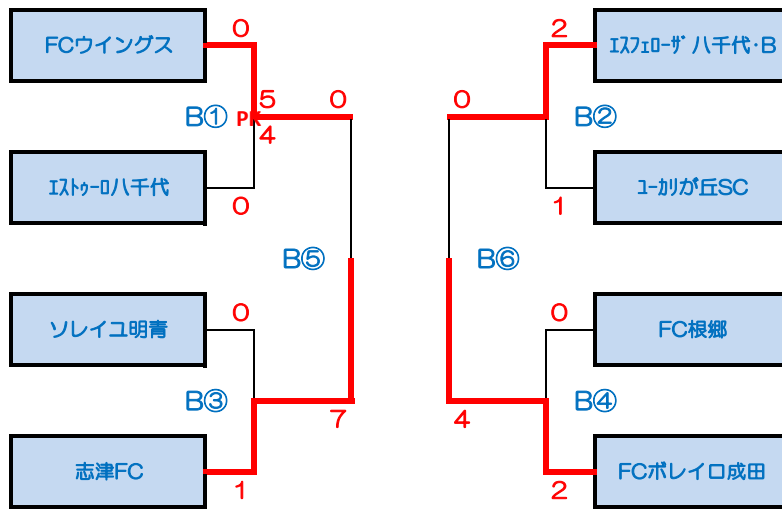 0
2
FCウイングス
ｴｽﾌｪﾛｰｻﾞ八千代･B
5
0
0
B①
PK
B②
4
ｴｽﾄｩｰﾛ八千代
ﾕｰｶﾘが丘SC
0
1
B⑤
B⑥
0
0
ソレイユ明青
FC根郷
B③
B④
7
4
志津FC
FCボレイロ成田
1
2